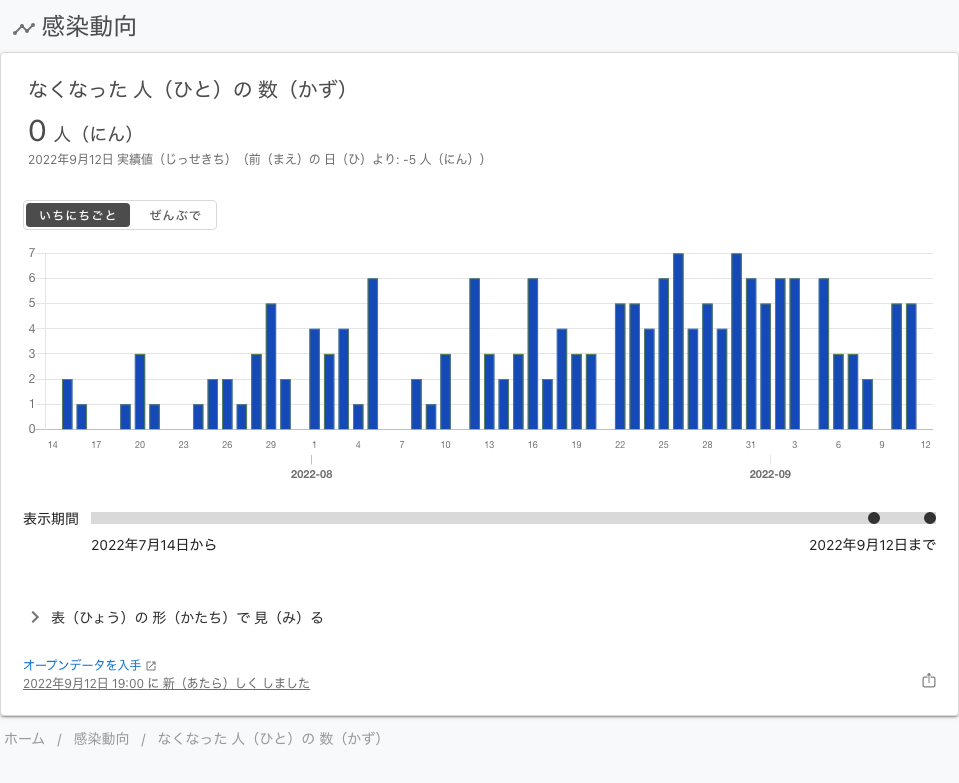 感染動向
なくなった 人（ひと）の 数（かず）
0 人（にん）
2022年9月12日 実績値（じっせきち）（前（まえ）の 日（ひ）より: -5 人（にん））
いちにちごと ぜんぶで
7
6
5
4
3
2
1
0
14 17 20 23 26 29 1 4 7 10 13 16 19 22 25 28 31 3 6 9 12
2022-08 2022-09
表示期間
2022年7月14日から 2022年9月12日まで
表（ひょう）の 形（かたち）で 見（み）る
オープンデータを入手
2022年9月12日 19:00 に 新（あたら）しく しました
ホーム / 感染動向 / なくなった 人（ひと）の 数（かず）